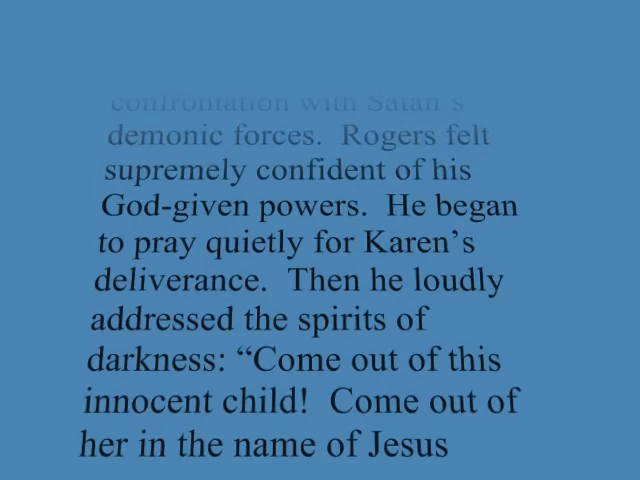 confrontation with Satan's
demonic forces.  Rogers felt
supremely confident of his
God-given powers.  He began
to pray quietly for Karen’s
deliverance.  Then he loudly
addressed the spirits of
darkness: “Come out of this
innocent child!  Come out of
her in the name of Jesus